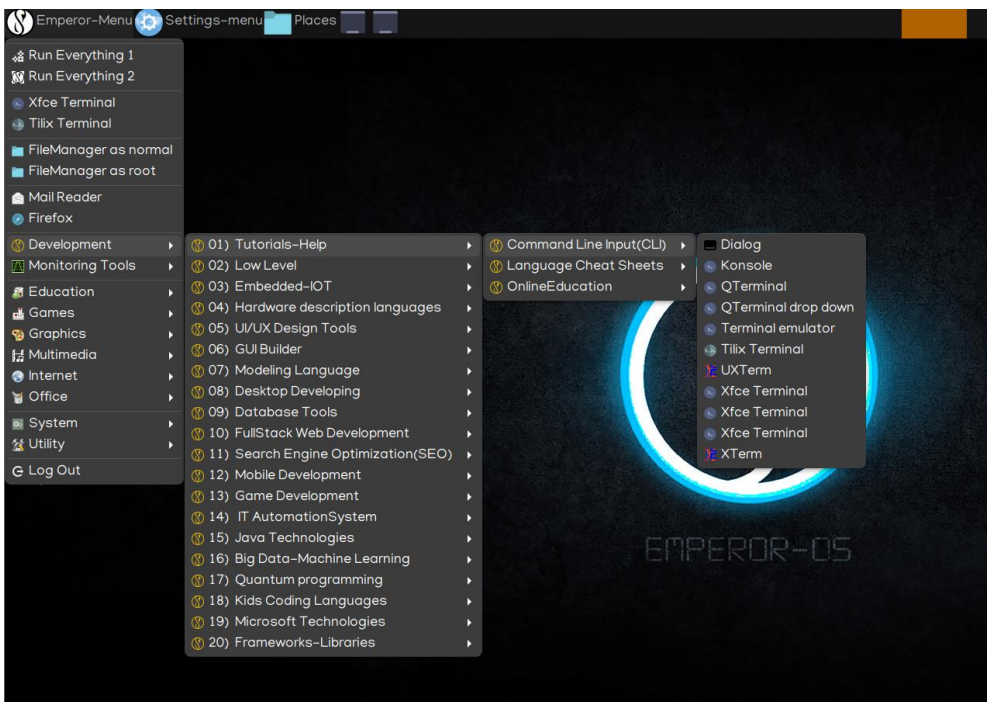 Emperor-Menu Settings-menu Places
Run Everything 1
Run Everything 2
Xfce Terminal
Tilix Terminal
FileManager as normal
FileManager as root
Mail Reader
Firefox
Development
Monitoring Tools
Education
Games
Graphics
Multimedia
Internet
Office
System
Utility
Log Out
01) Tutorials-Help
02) Low Level
03) Embedded-IOT
04) Hardware description languages
05) UI/UX Design Tools
06) GUI Builder
07) Modeling Language
08) Desktop Developing
09) Database Tools
10) FullStack Web Development
11) Search Engine Optimization(SEO)
12) Mobile Development
13) Game Development
14) IT AutomationSystem
15) Java Technologies
16) Big Data-Machine Learning
17) Quantum programming
18) Kids Coding Languages
19) Microsoft Technologies
20) Frameworks-Libraries
Command Line Input(CLI)
Language Cheat Sheets
OnlineEducation
Dialog
Konsole
QTerminal
QTerminal drop down
Terminal emulator
Tilix Terminal
UXTerm
Xfce Terminal
Xfce Terminal
Xfce Terminal
XTerm
EMPEROR-OS